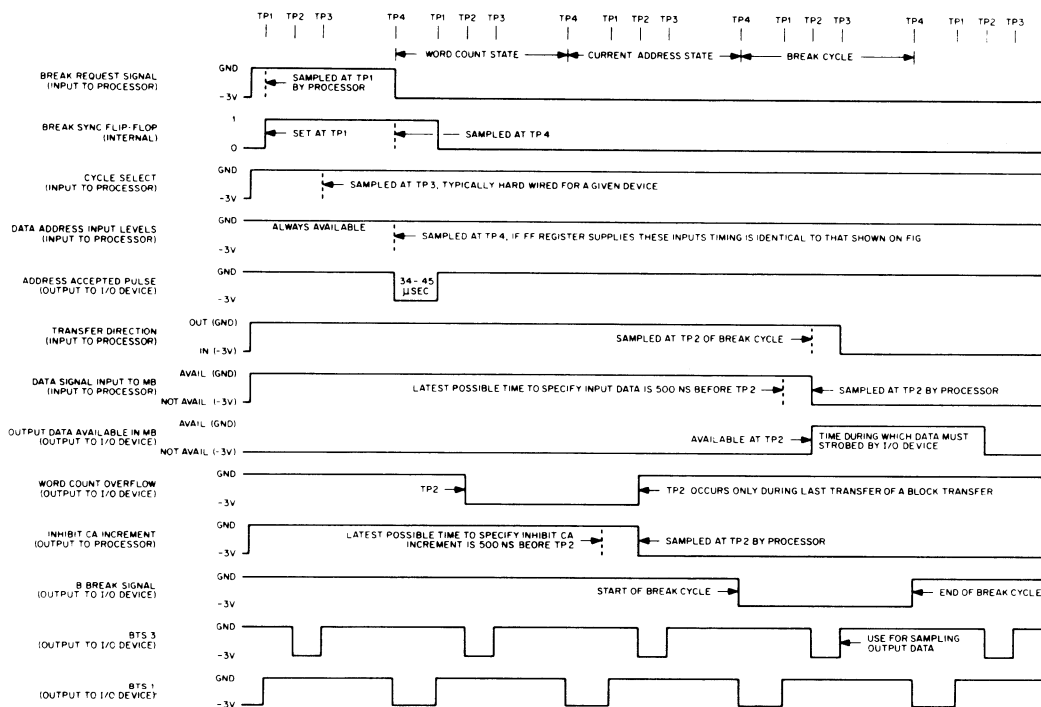 TP1 TP2 TP3 TP4 TP1 TP2 TP3 TP4 TP1 TP2 TP3 TP4 TP1 TP2 TP3 TP4 TP1 TP2 TP3
WORD COUNT STATE CURRENT ADDRESS STATE BREAK CYCLE
BREAK REQUEST SIGNAL
(INPUT TO PROCESSOR)
GND
-3V
SAMPLED AT TP1
BY PROCESSOR
BREAK SYNC FLIP-FLOP
(INTERNAL)
1
0
SET AT TP1
SAMPLED AT TP4
CYCLE SELECT
(INPUT TO PROCESSOR)
GND
-3V
SAMPLED AT TP3, TYPICALLY HARD WIRED FOR A GIVEN DEVICE
DATA ADDRESS INPUT LEVELS
(INPUT TO PROCESSOR)
GND
-3V
ALWAYS AVAILABLE
SAMPLED AT TP4, IF FF REGISTER SUPPLIES THESE INPUTS TIMING IS IDENTICAL TO THAT SHOWN ON FIG
ADDRESS ACCEPTED PULSE
(OUTPUT TO I/O DEVICE)
GND
-3V
34-45
μSEC
TRANSFER DIRECTION
(INPUT TO PROCESSOR)
OUT (GND)
IN (-3V)
SAMPLED AT TP2 OF BREAK CYCLE
DATA SIGNAL INPUT TO MB
(INPUT TO PROCESSOR)
AVAIL (GND)
NOT AVAIL (-3V)
LATEST POSSIBLE TIME TO SPECIFY INPUT DATA IS 500 NS BEFORE TP2
SAMPLED AT TP2 BY PROCESSOR
OUTPUT DATA AVAILABLE IN MB
(OUTPUT TO I/O DEVICE)
AVAIL (GND)
NOT AVAIL (-3V)
AVAILABLE AT TP2
TIME DURING WHICH DATA MUST
STROBED BY I/O DEVICE
WORD COUNT OVERFLOW
(OUTPUT TO I/O DEVICE)
GND
-3V
TP2
TP2 OCCURS ONLY DURING LAST TRANSFER OF A BLOCK TRANSFER
INHIBIT CA INCREMENT
(OUTPUT TO PROCESSOR)
GND
-3V
LATEST POSSIBLE TIME TO SPECIFY INHIBIT CA
INCREMENT IS 500 NS BEORE TP2
SAMPLED AT TP2 BY PROCESSOR
B BREAK SIGNAL
(OUTPUT TO I/O DEVICE)
GND
-3V
START OF BREAK CYCLE
END OF BREAK CYCLE
BTS 3
(OUTPUT TO I/O DEVICE)
GND
-3V
USE FOR SAMPLING
OUTPUT DATA
BTS 1
(OUTPUT TO I/O DEVICE)
GND
-3V